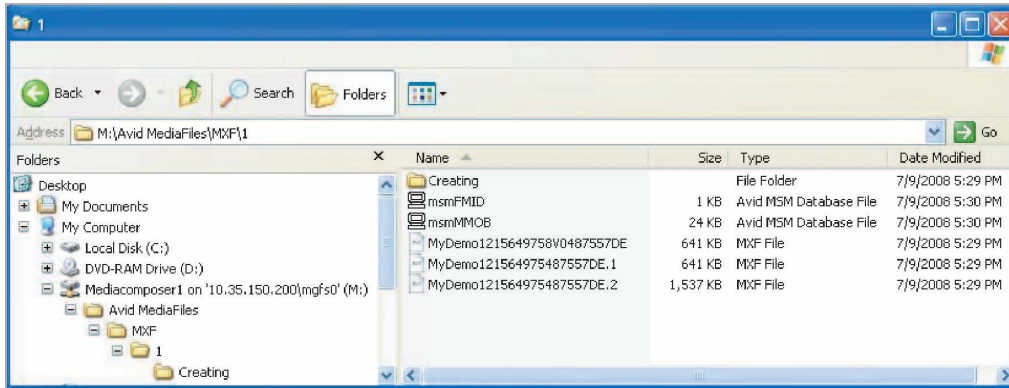 1
Back Search Folders
Address M:\Avid MediaFiles\MXF\1 Go
Folders x
Desktop
My Documents
My Computer
Local Disk (C:)
DVD-RAM Drive (D:)
Mediacomposer1 on '10.35.150.200\mgfs0' (M:)
Avid MediaFiles
MXF
1
Creating
Name Size Type Date Modified
Creating File Folder 7/9/2008 5:29 PM
msmFMID 1 KB Avid MSM Database File 7/9/2008 5:30 PM
msmMMOB 24 KB Avid MSM Database File 7/9/2008 5:30 PM
MyDemo1215649758V0487557DE 641 KB MXF File 7/9/2008 5:29 PM
MyDemo121564975487557DE.1 641 KB MXF File 7/9/2008 5:29 PM
MyDemo121564975487557DE.2 1,537 KB MXF File 7/9/2008 5:29 PM